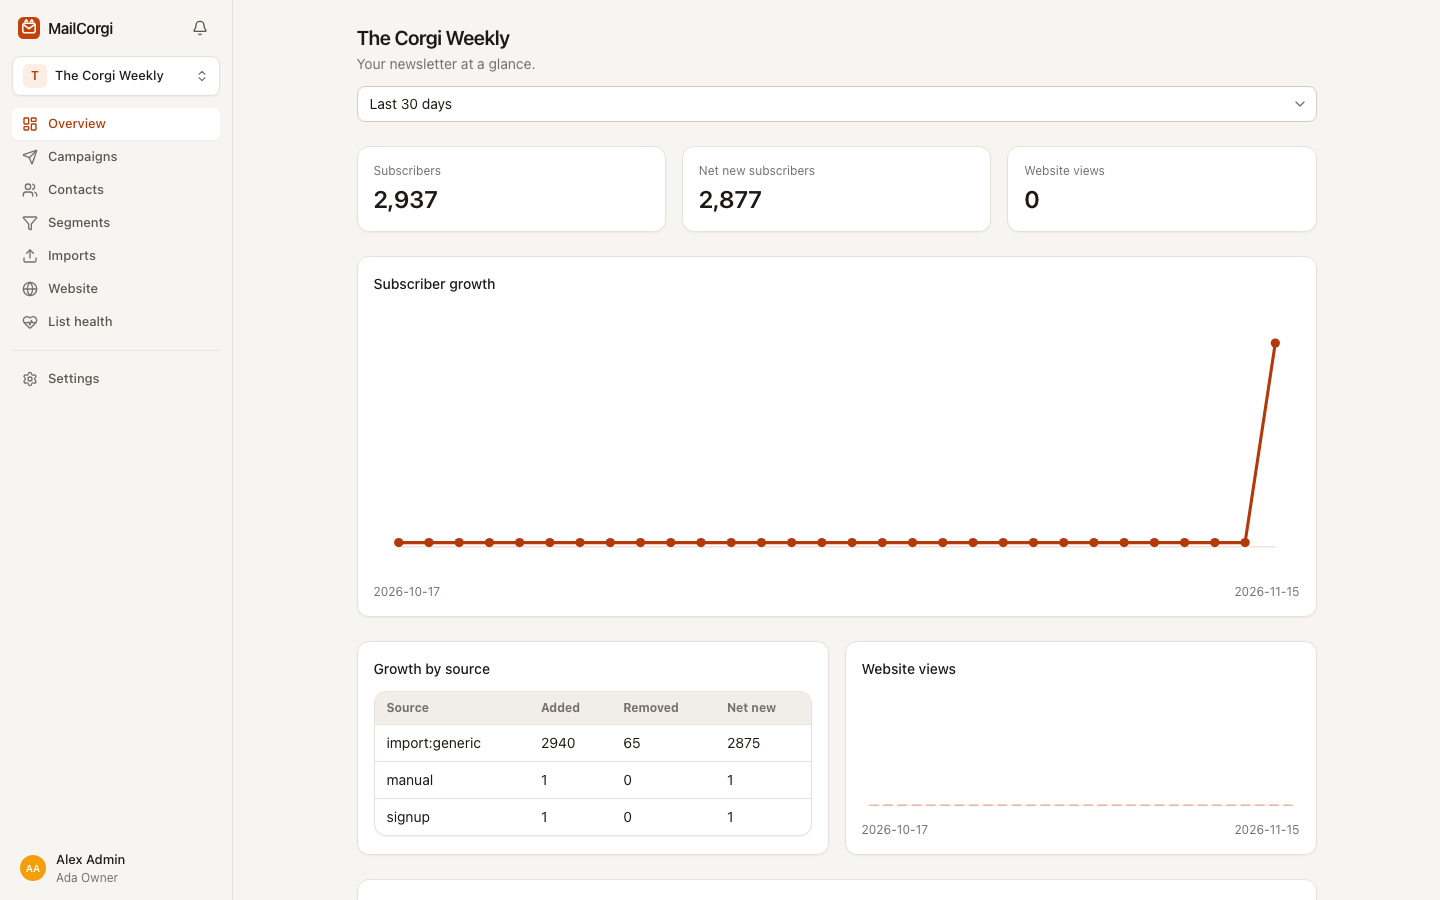 MailCorgi
T The Corgi Weekly
Overview
Campaigns
Contacts
Segments
Imports
Website
List health
Settings
AA
Alex Admin
Ada Owner
The Corgi Weekly
Your newsletter at a glance.
Last 30 days
Subscribers
2,937
Net new subscribers
2,877
Website views
0
Subscriber growth
2026-10-17 2026-11-15
Growth by source
Source Added Removed Net new
import:generic 2940 65 2875
manual 1 0 1
signup 1 0 1
Website views
2026-10-17 2026-11-15